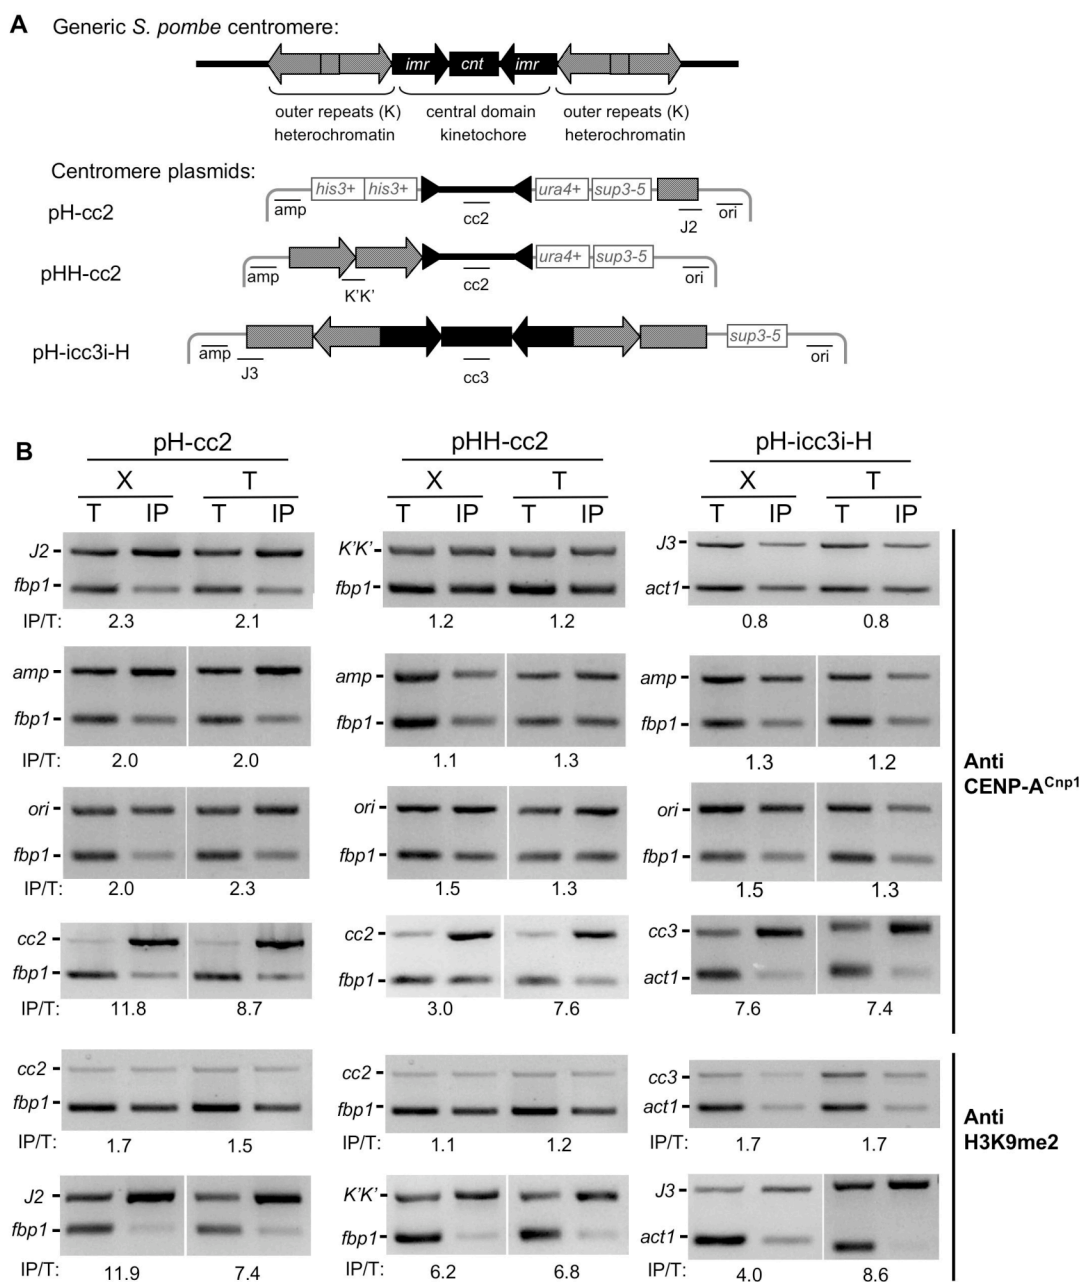 A Generic S. pombe centromere:
imr cnt imr
outer repeats (K) central domain outer repeats (K)
heterochromatin kinetochore heterochromatin
Centromere plasmids:
pH-cc2 his3+ his3+ ura4+ sup3-5
amp cc2 J2 ori
pHH-cc2 ura4+ sup3-5
amp K'K' cc2 ori
pH-icc3i-H sup3-5
amp J3 cc3 ori
B pH-cc2 pHH-cc2 pH-icc3i-H
X T X T X T
T IP T IP T IP T IP T IP T IP
J2 K'K' J3
fbp1 fbp1 act1
IP/T: 2.3 2.1 1.2 1.2 0.8 0.8
amp amp amp
fbp1 fbp1 fbp1
IP/T: 2.0 2.0 1.1 1.3 1.3 1.2
Anti
CENP-ACnp1
ori ori ori
fbp1 fbp1 fbp1
IP/T: 2.0 2.3 1.5 1.3 1.5 1.3
cc2 cc2 cc3
fbp1 fbp1 act1
IP/T: 11.8 8.7 3.0 7.6 7.6 7.4
cc2 cc2 cc3
fbp1 fbp1 act1
IP/T: 1.7 1.5 IP/T: 1.1 1.2 IP/T: 1.7 1.7
Anti
H3K9me2
J2 K'K' J3
fbp1 fbp1 act1
IP/T: 11.9 7.4 IP/T: 6.2 6.8 IP/T: 4.0 8.6